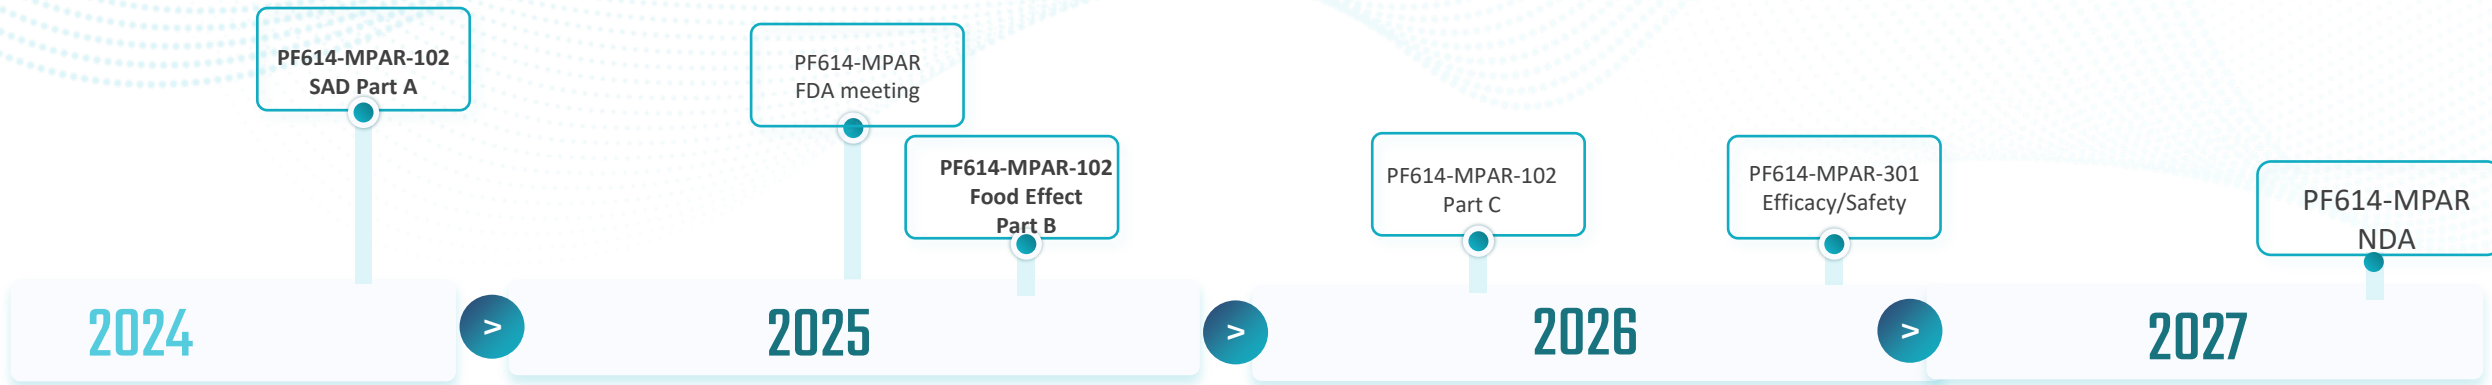 PF614-MPAR-102
SAD Part A
PF614-MPAR
FDA meeting
PF614-MPAR-102
Food Effect
Part B
PF614-MPAR-102
Part C
PF614-MPAR-301
Efficacy/Safety
PF614-MPAR
NDA
2024
>
2025
>
2026
>
2027